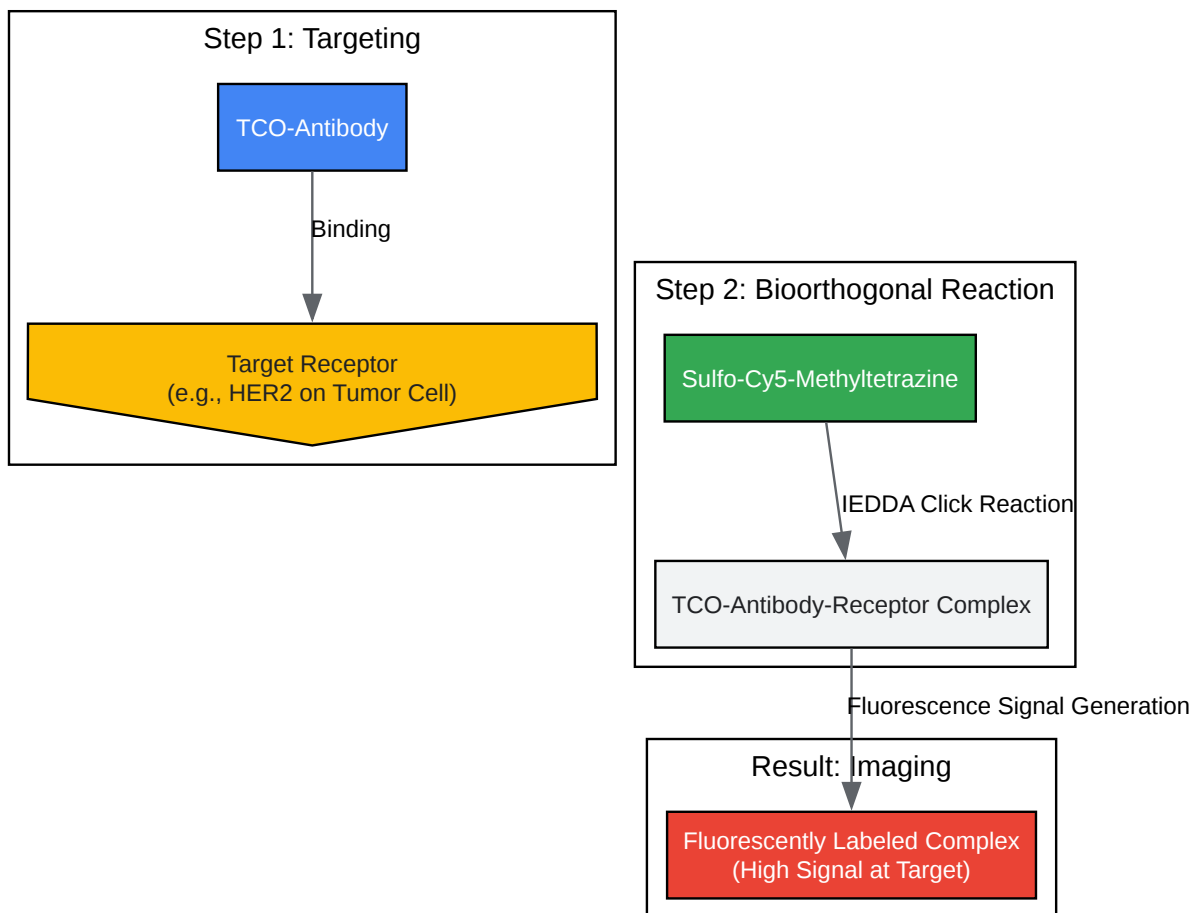 Step 1: Targeting
TCO-Antibody
Binding
Target Receptor
(e.g., HER2 on Tumor Cell)
Step 2: Bioorthogonal Reaction
Sulfo-Cy5-Methyltetrazine
IEDDA Click Reaction
TCO-Antibody-Receptor Complex
Fluorescence Signal Generation
Result: Imaging
Fluorescently Labeled Complex
(High Signal at Target)